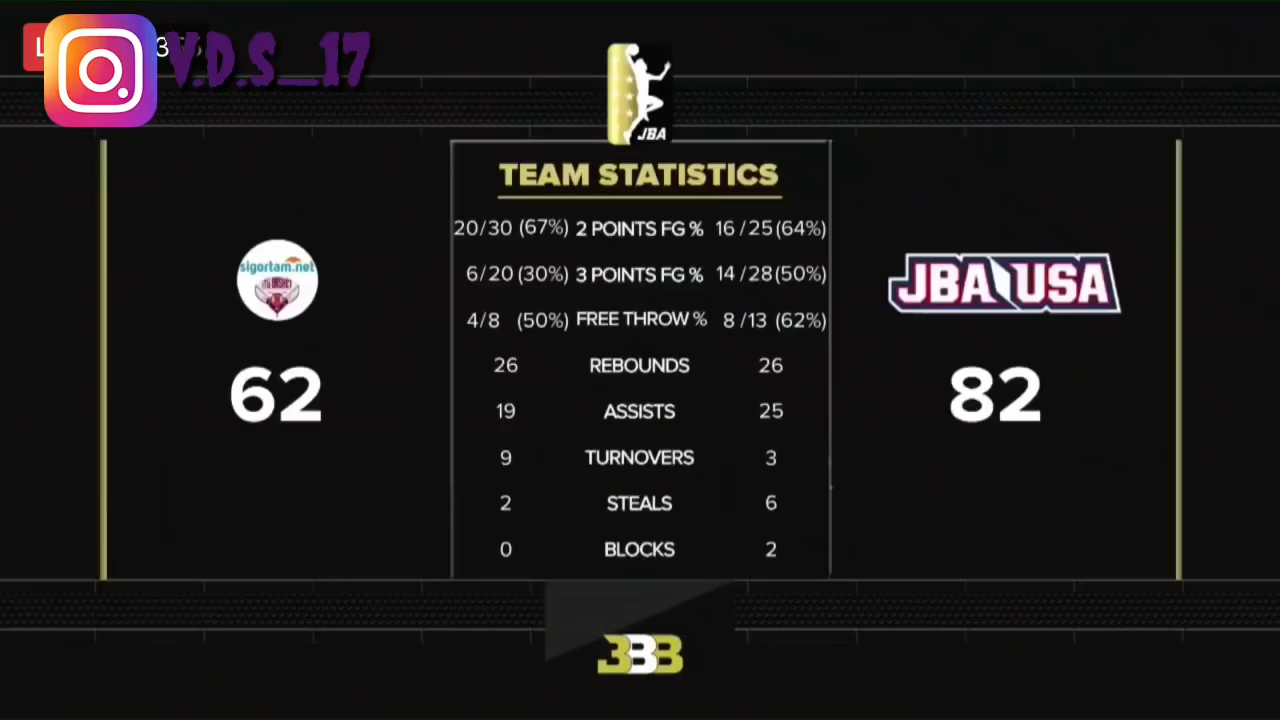 V.D.S_17
JBA
TEAM STATISTICS
20/30 (67%) 2 POINTS FG % 16/25 (64%)
6/20 (30%) 3 POINTS FG % 14/28 (50%)
4/8 (50%) FREE THROW % 8/13 (62%)
26 REBOUNDS 26
19 ASSISTS 25
9 TURNOVERS 3
2 STEALS 6
0 BLOCKS 2
sigortam.net
62
JBA USA
82
BBB